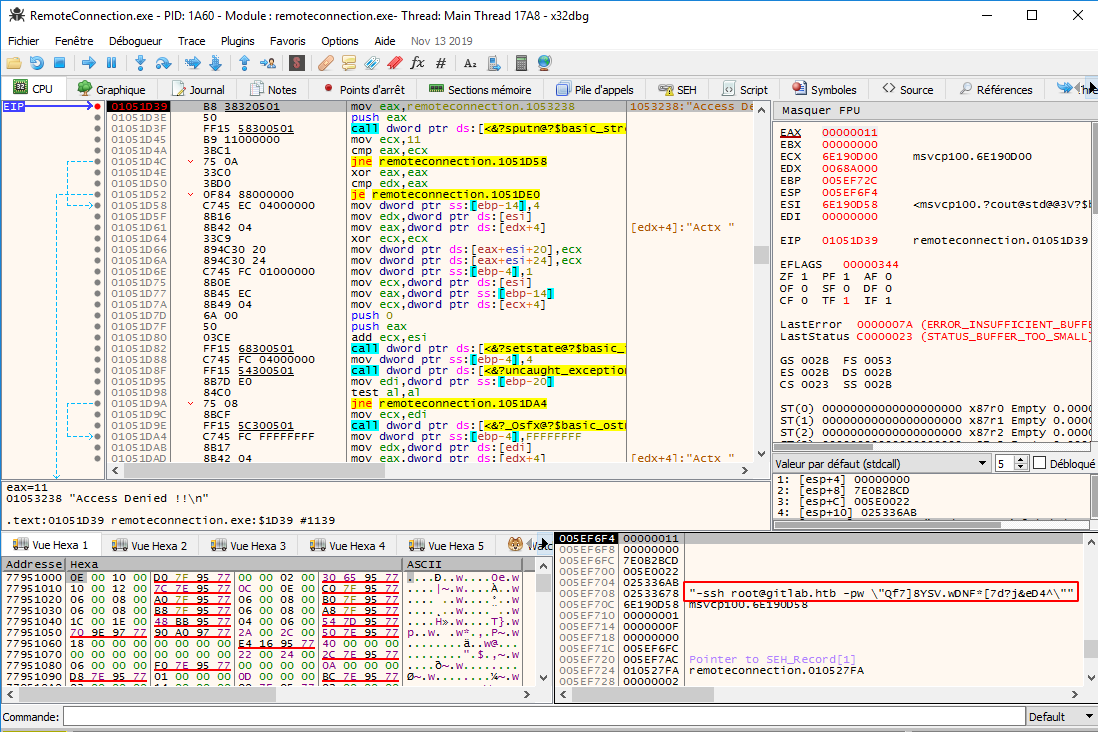 RemoteConnection.exe - PID: 1A60 - Module : remoteconnection.exe- Thread: Main Thread 17A8 - x32dbg
Fichier Fenêtre Débogueur Trace Plugins Favoris Options Aide Nov 13 2019
CPU Graphique Journal Notes Points d'arrêt Sections mémoire Pile d'appels SEH Script Symboles Source Références
EIP
01051D39 B8 38320501 mov eax,remoteconnection.1053238 1053238:"Access De
01051D3E 50 push eax
01051D3F FF15 58300501 call dword ptr ds:[<&?sputn@?$basic_stre
01051D45 B9 11000000 mov ecx,11
01051D4A 3BC1 cmp eax,ecx
01051D4C 75 0A jne remoteconnection.1051D58
01051D4E 33C0 xor eax,eax
01051D50 3BD0 cmp edx,eax
01051D52 0F84 88000000 je remoteconnection.1051DE0
01051D58 C745 EC 04000000 mov dword ptr ss:[ebp-14],4
01051D5F 8B16 mov edx,dword ptr ds:[esi]
01051D61 8B42 04 mov eax,dword ptr ds:[edx+4] [edx+4]:"Actx "
01051D64 33C9 xor ecx,ecx
01051D66 894C30 20 mov dword ptr ds:[eax+esi+20],ecx
01051D6A 894C30 24 mov dword ptr ds:[eax+esi+24],ecx
01051D6E C745 FC 01000000 mov dword ptr ss:[ebp-4],1
01051D75 8B0E mov ecx,dword ptr ds:[esi]
01051D77 8B45 EC mov eax,dword ptr ss:[ebp-14]
01051D7A 8B49 04 mov ecx,dword ptr ds:[ecx+4]
01051D7D 6A 00 push 0
01051D7F 50 push eax
01051D80 03CE add ecx,esi
01051D82 FF15 68300501 call dword ptr ds:[<&?setstate@?$basic_
01051D88 C745 FC 04000000 mov dword ptr ss:[ebp-4],4
01051D8F FF15 54300501 call dword ptr ds:[<&?uncaught_exception
01051D95 8B7D E0 mov edi,dword ptr ss:[ebp-20]
01051D98 84C0 test al,al
01051D9A 75 08 jne remoteconnection.1051DA4
01051D9C 8BCF mov ecx,edi
01051D9E FF15 5C300501 call dword ptr ds:[<&?_Osfx@?$basic_ostr
01051DA4 C745 FC FFFFFFFF mov dword ptr ss:[ebp-4],FFFFFFFF
01051DAB 8B17 mov edx,dword ptr ds:[edi]
01051DAD 8B42 04 mov eax,dword ptr ds:[edx+4] [edx+4]:"Actx "
Masquer FPU
EAX 00000011
EBX 00000000
ECX 6E190D00 msvcp100.6E190D00
EDX 0068A000
EBP 005EF72C
ESP 005EF6F4
ESI 6E190D58 <msvcp100.?cout@std@@3V?$b
EDI 00000000
EIP 01051D39 remoteconnection.01051D39
EFLAGS 00000344
ZF 1 PF 1 AF 0
OF 0 SF 0 DF 0
CF 0 TF 1 IF 1
LastError 0000007A (ERROR_INSUFFICIENT_BUFFE
LastStatus C0000023 (STATUS_BUFFER_TOO_SMALL)
GS 002B FS 0053
ES 002B DS 002B
CS 0023 SS 002B
ST(0) 00000000000000000000 x87r0 Empty 0.0000
ST(1) 00000000000000000000 x87r1 Empty 0.0000
ST(2) 00000000000000000000 x87r2 Empty 0.0000
Valeur par défaut (stdcall) 5 Débloqué
1: [esp+4] 00000000
2: [esp+8] 7E0B2BCD
3: [esp+C] 005E0022
4: [esp+10] 025336AB
eax=11
01053238 "Access Denied !!\n"
.text:01051D39 remoteconnection.exe:$1D39 #1139
Vue Hexa 1 Vue Hexa 2 Vue Hexa 3 Vue Hexa 4 Vue Hexa 5 Watc
Adresse Hexa ASCII
77951000 0E 00 10 00 D0 7F 95 77 00 00 02 00 30 65 95 77 ....Ð..w....0e.w
77951010 10 00 12 00 7C 7E 95 77 0C 00 0E 00 C0 7F 95 77 ....|~.w....À..w
77951020 06 00 08 00 A0 7F 95 77 06 00 08 00 B0 7F 95 77
77951030 06 00 08 00 B8 7F 95 77 06 00 08 00 A8 7F 95 77
77951040 1C 00 1E 00 48 BB 95 77 04 00 06 00 54 7D 95 77 ....H».w....T}.w
77951050 70 9E 97 77 90 A0 97 77 2A 00 2C 00 50 7E 95 77
77951060 18 00 00 00 00 00 00 00 E4 16 95 77 40 00 00 00
77951070 00 00 00 00 00 00 00 00 22 00 24 00 2C 7E 95 77
77951080 06 00 00 00 F0 7E 95 77 00 00 00 00 0A 00 00 00
77951090 D8 7E 95 77 01 00 00 00 0D 00 00 00 BC 7E 95 77
005EF6F4 00000011
005EF6F8 00000000
005EF6FC 7E0B2BCD
005EF700 005E0022
005EF704 025336AB
005EF708 02533678 "-ssh root@gitlab.htb -pw \"Qf7]8YSV.wDNF*[7d?j&eD4^\""
005EF70C 6E190D58 msvcp100.6E190D58
005EF710 00000001
005EF714 0000000F
005EF718 00000000
005EF71C 005EF6FC
005EF720 005EF7AC Pointer to SEH_Record[1]
005EF724 010527FA remoteconnection.010527FA
005EF728 00000002
Commande: Default